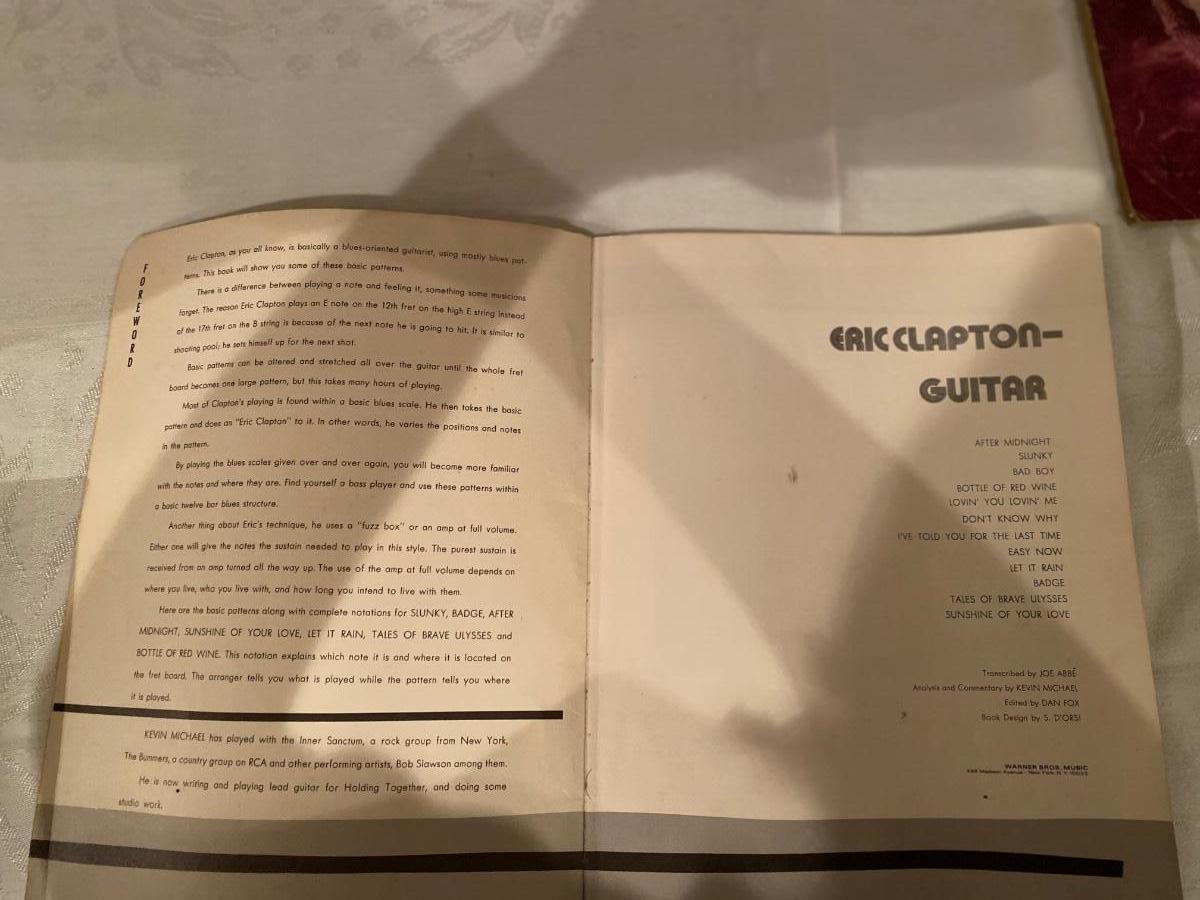 FOREWORD
Eric Clapton, as you all know, is basically a blues-oriented guitarist, using mostly blues pat-
terns. This book will show you some of these basic patterns.
There is a difference between playing a note and feeling it, something some musicians
forget. The reason Eric Clapton plays an E note on the 12th fret on the high E string instead
of the 17th fret on the B string is because of the next note he is going to hit. It is similar to
shooting pool; he sets himself up for the next shot.
Basic patterns can be altered and stretched all over the guitar until the whole fret
board becomes one large pattern, but this takes many hours of playing.
Most of Clapton's playing is found within a basic blues scale. He then takes the basic
pattern and does an "Eric Clapton" to it. In other words, he varies the positions and notes
in the pattern.
By playing the blues scales given over and over again, you will become more familiar
with the notes and where they are. Find yourself a bass player and use these patterns within
a basic twelve bar blues structure.
Another thing about Eric's technique, he uses a "fuzz box" or an amp at full volume.
Either one will give the notes the sustain needed to play in this style. The purest sustain is
received from an amp turned all the way up. The use of the amp at full volume depends on
where you live, who you live with, and how long you intend to live with them.
Here are the basic patterns along with complete notations for SLUNKY, BADGE, AFTER
MIDNIGHT, SUNSHINE OF YOUR LOVE, LET IT RAIN, TALES OF BRAVE ULYSSES and
BOTTLE OF RED WINE. This notation explains which note it is and where it is located on
the fret board. The arranger tells you what is played while the pattern tells you where
it is played.
KEVIN MICHAEL has played with the Inner Sanctum, a rock group from New York,
The Bummers, a country group on RCA and other performing artists, Bob Slawson among them.
He is now writing and playing lead guitar for Holding Together, and doing some
studio work.
ERIC CLAPTON–
GUITAR
AFTER MIDNIGHT
SLUNKY
BAD BOY
BOTTLE OF RED WINE
LOVIN' YOU LOVIN' ME
DON'T KNOW WHY
I'VE TOLD YOU FOR THE LAST TIME
EASY NOW
LET IT RAIN
BADGE
TALES OF BRAVE ULYSSES
SUNSHINE OF YOUR LOVE
Transcribed by JOE ABBÉ
Analysis and Commentary by KEVIN MICHAEL
Edited by DAN FOX
Book Design by S. D'ORSI
WARNER BROS. MUSIC
Madison Avenue · New York, N.Y. 10022